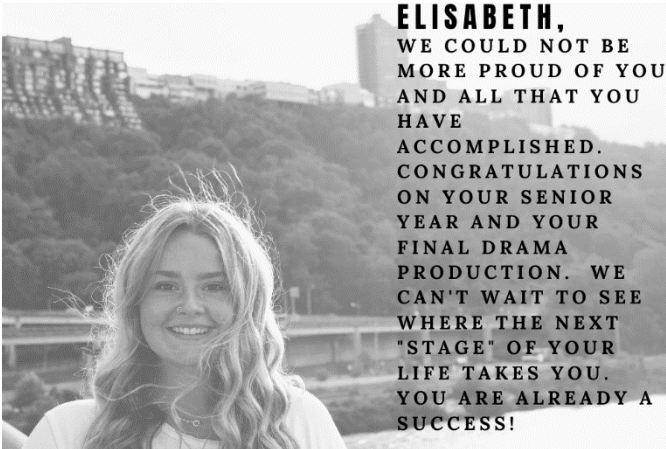 ELISABETH,
WE COULD NOT BE
MORE PROUD OF YOU
AND ALL THAT YOU
HAVE
ACCOMPLISHED.
CONGRATULATIONS
ON YOUR SENIOR
YEAR AND YOUR
FINAL DRAMA
PRODUCTION.  WE
CAN'T WAIT TO SEE
WHERE THE NEXT
"STAGE" OF YOUR
LIFE TAKES YOU.
YOU ARE ALREADY A
SUCCESS!